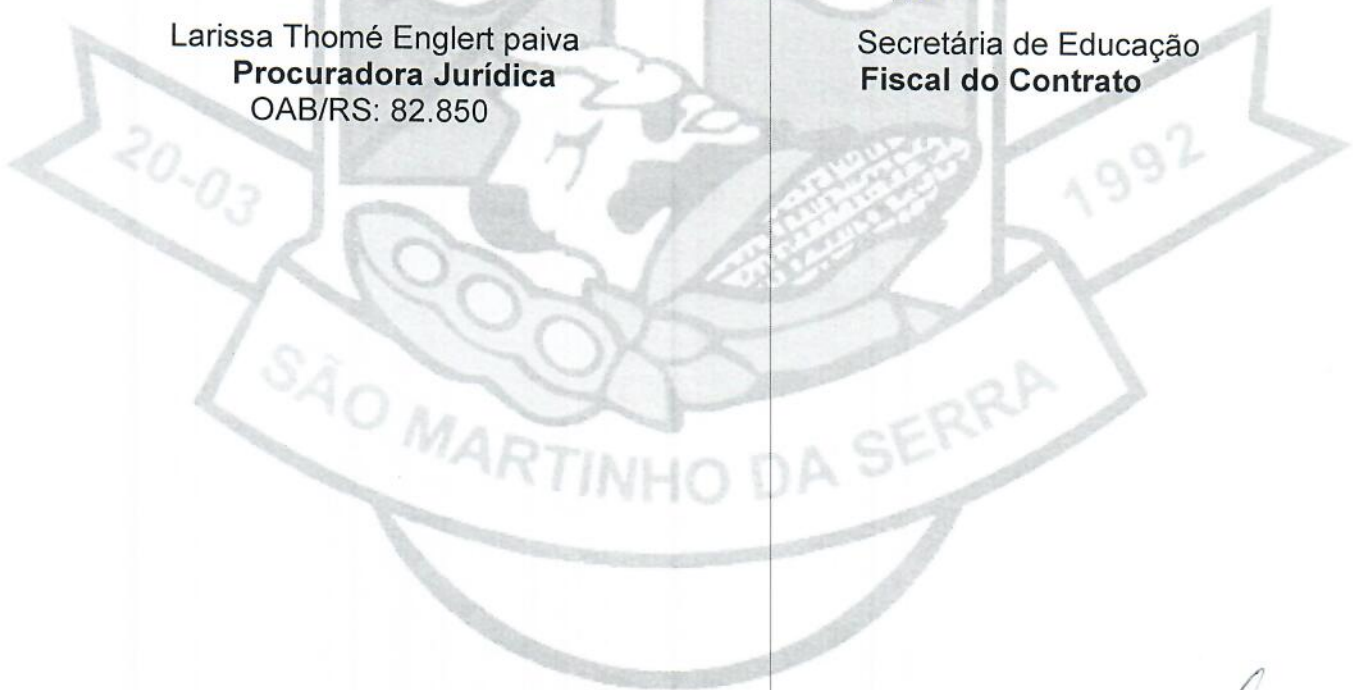 Larissa Thomé Englert paiva
Procuradora Jurídica
OAB/RS: 82.850
Secretária de Educação
Fiscal do Contrato
20-03
1992
SÃO MARTINHO DA SERRA